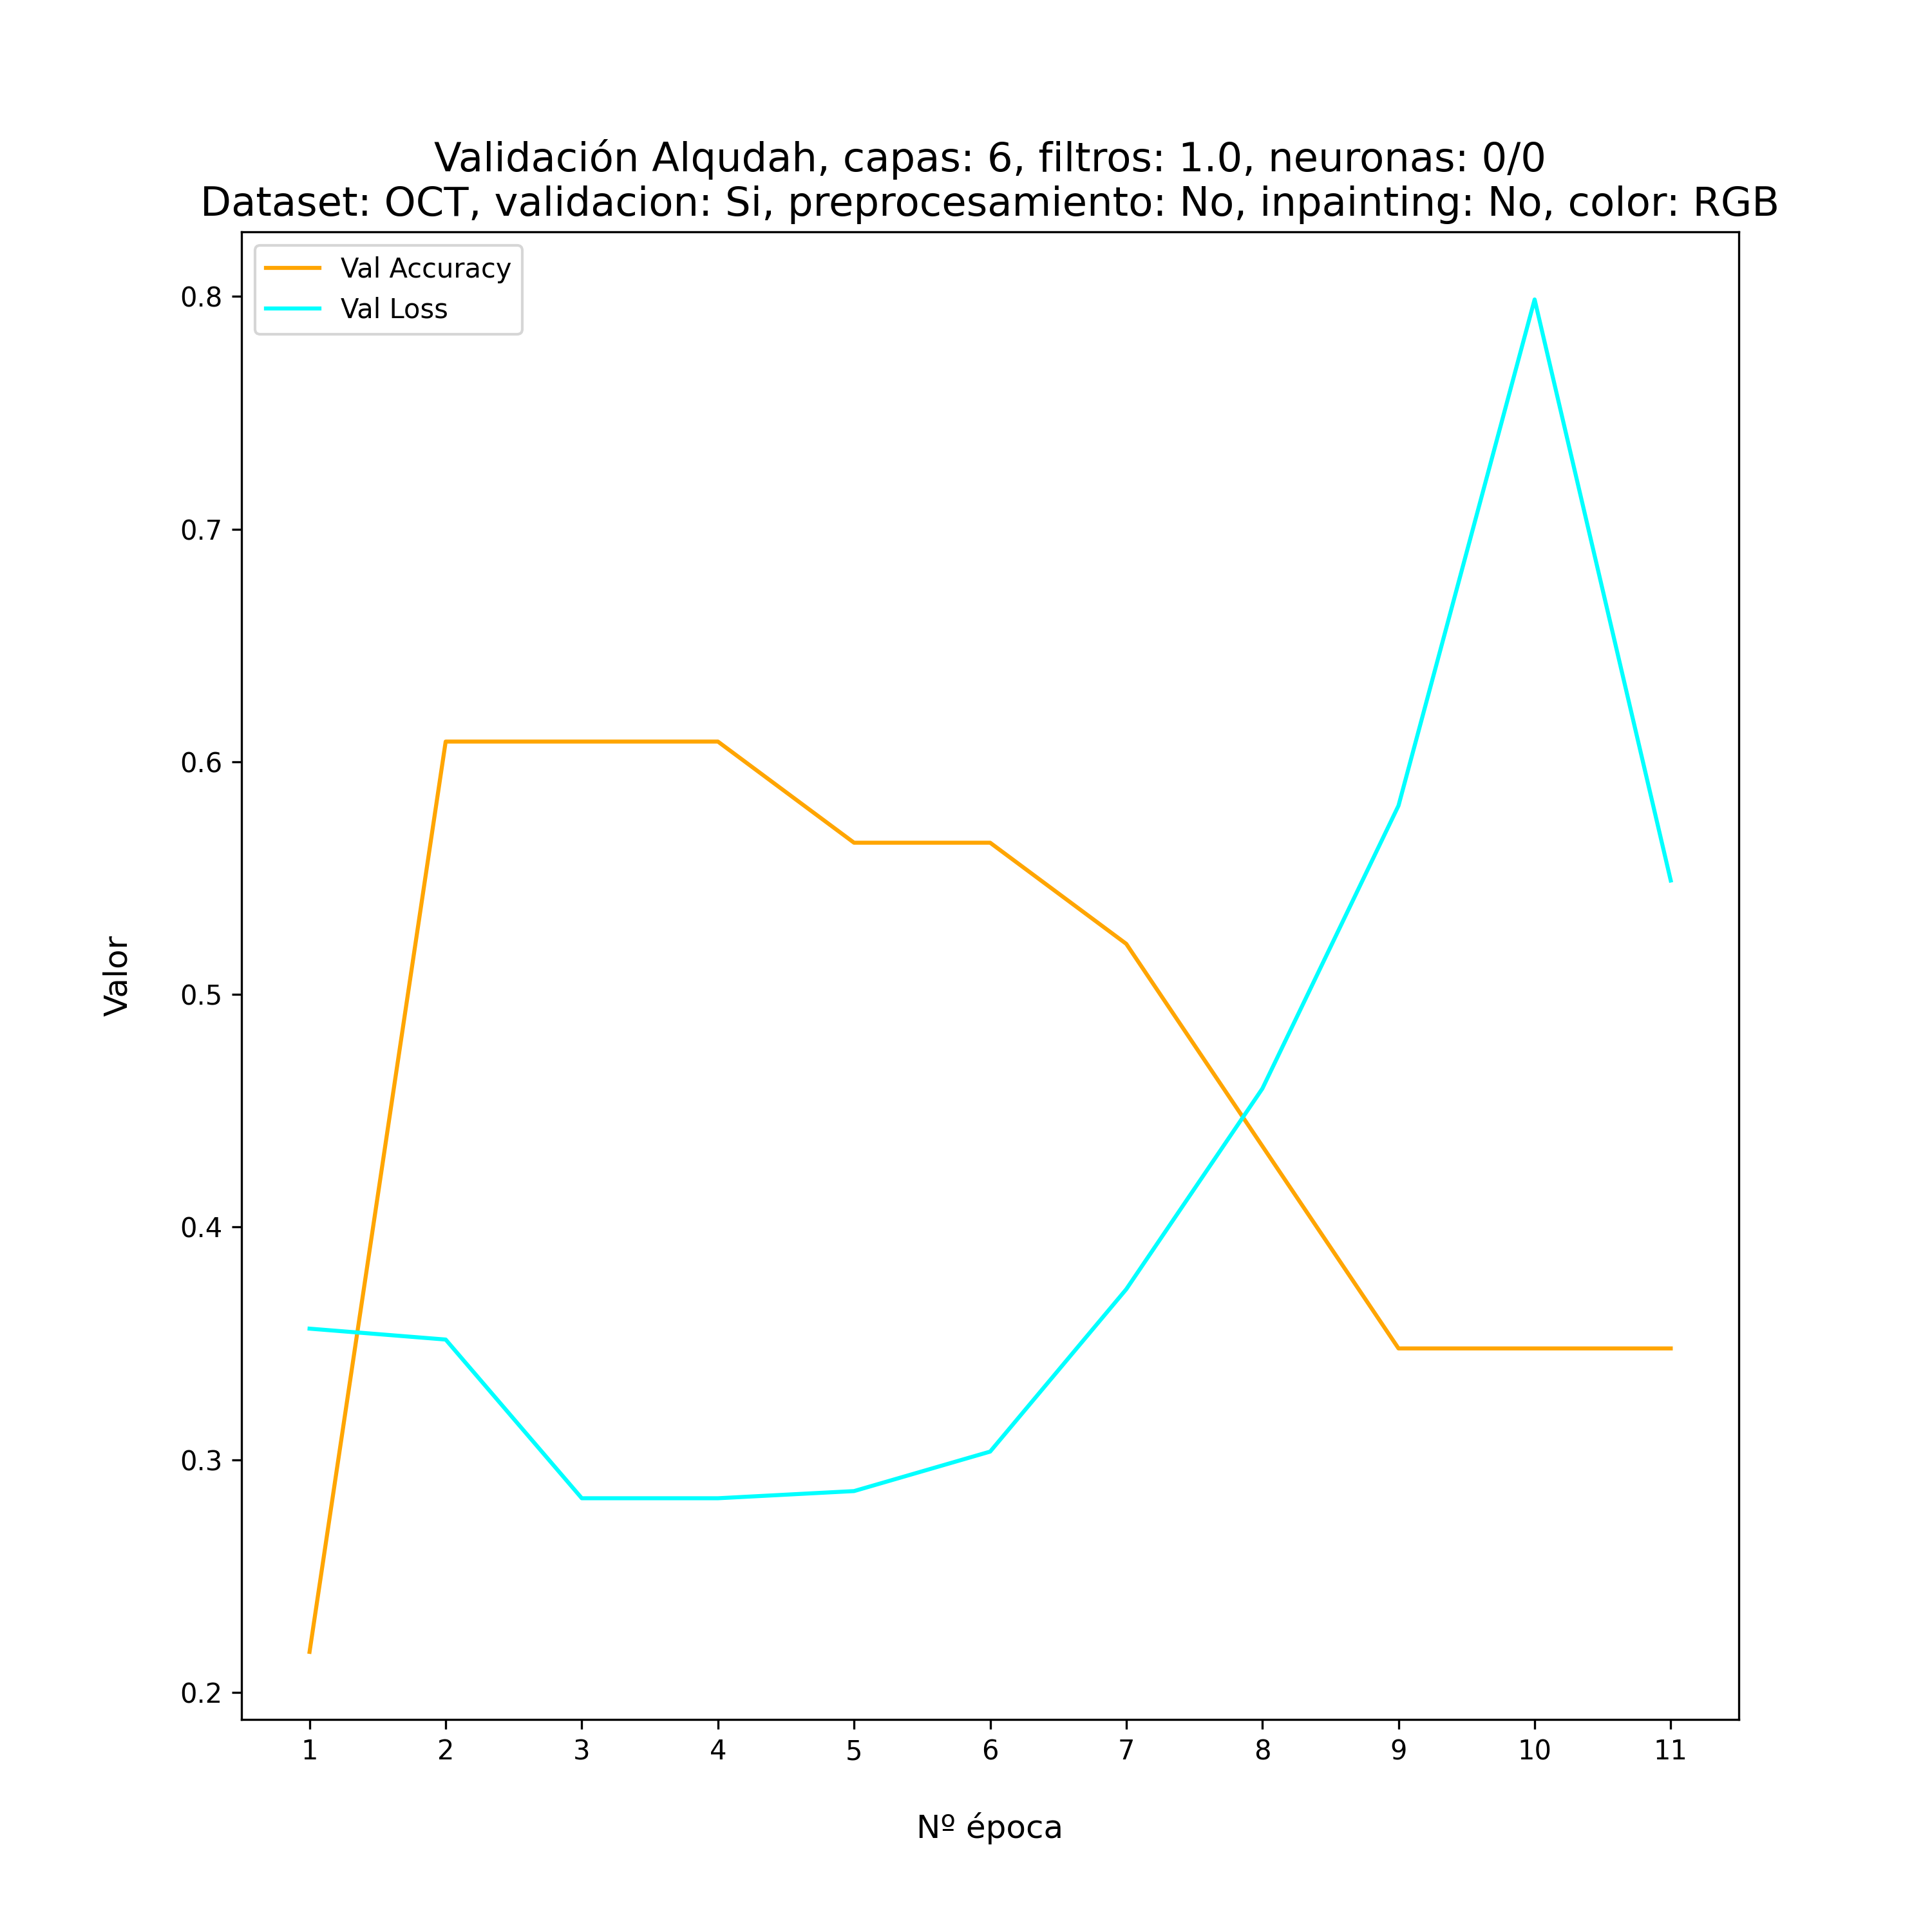 Validación Alqudah, capas: 6, filtros: 1.0, neuronas: 0/0
Dataset: OCT, validacion: Si, preprocesamiento: No, inpainting: No, color: RGB
Val Accuracy
Val Loss
0.8
0.7
0.6
0.5
0.4
0.3
0.2
Valor
1 2 3 4 5 6 7 8 9 10 11
Nº época